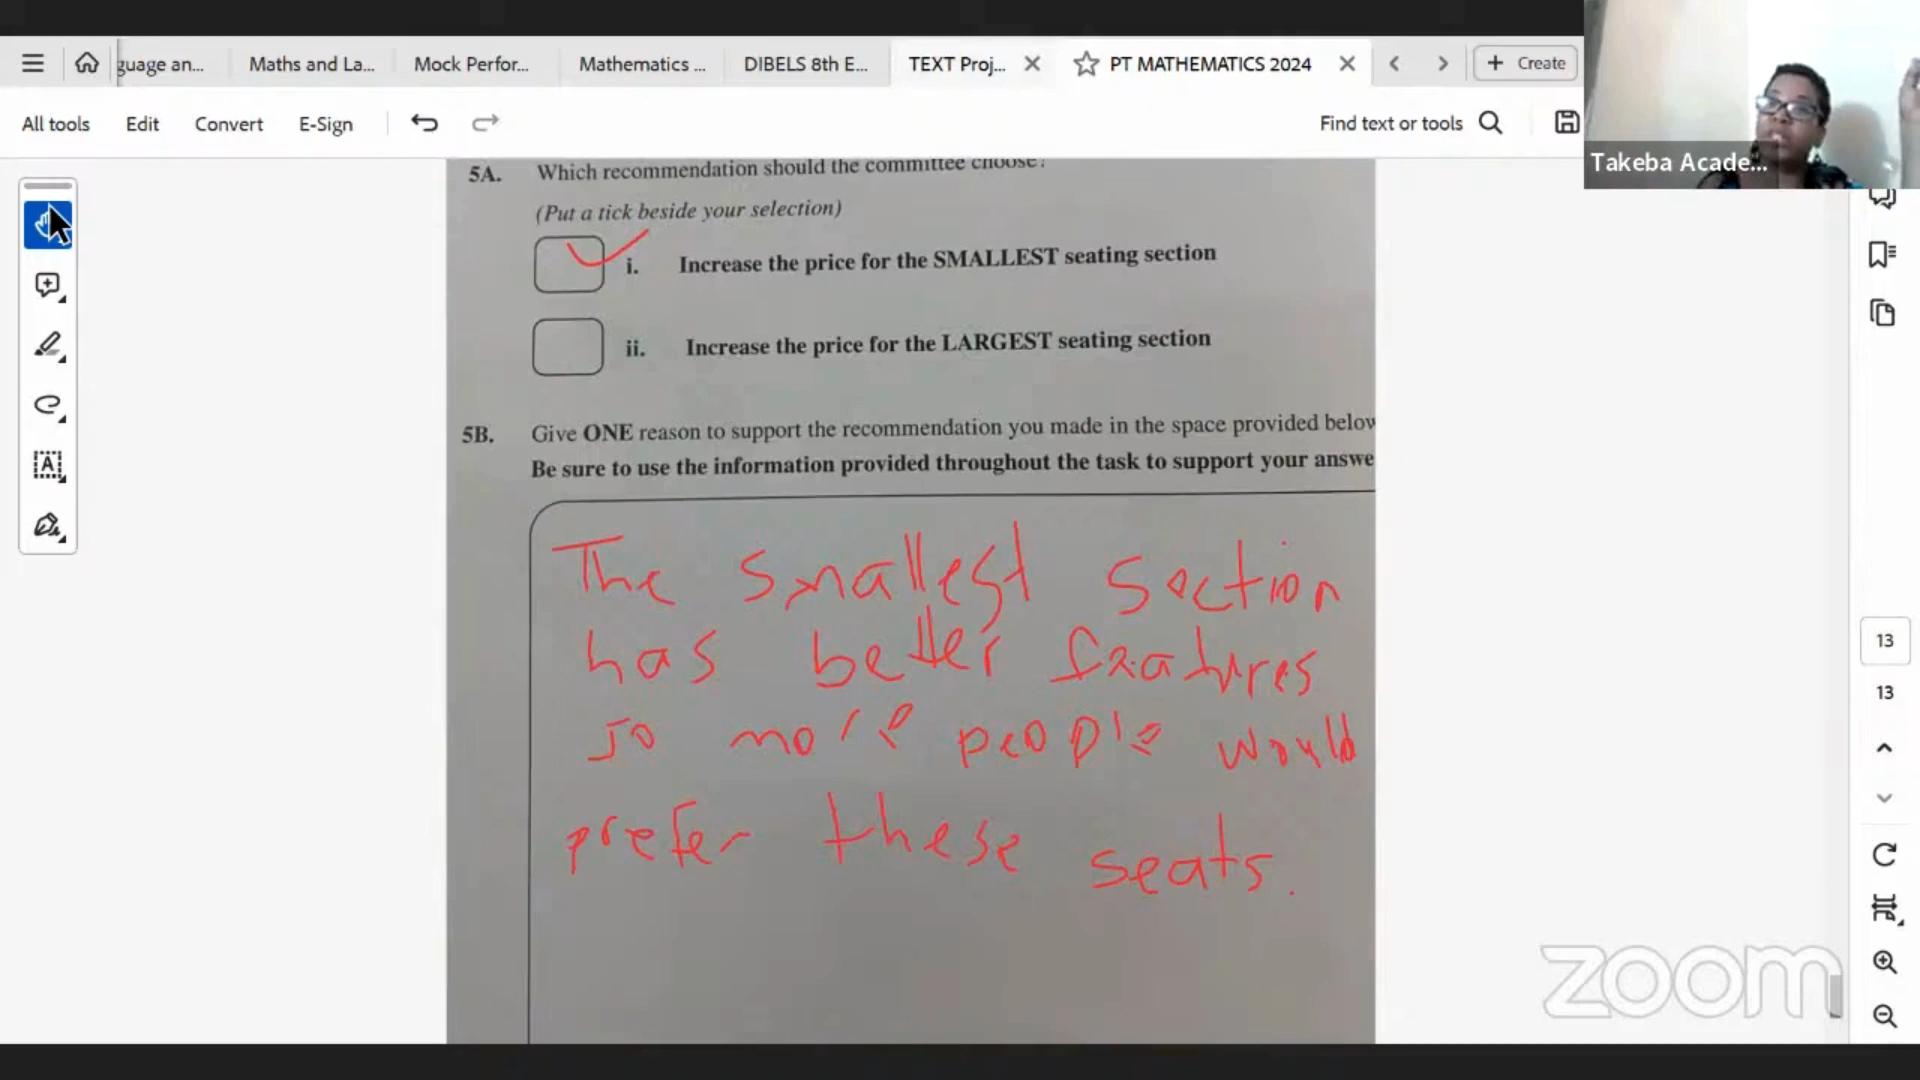 guage an...
Maths and La...
Mock Perfor...
Mathematics ...
DIBELS 8th E...
TEXT Proj...
PT MATHEMATICS 2024
Create
All tools
Edit
Convert
E-Sign
Find text or tools
Takeba Acade...
5A. Which recommendation should the committee choose?
(Put a tick beside your selection)
i. Increase the price for the SMALLEST seating section
ii. Increase the price for the LARGEST seating section
5B. Give ONE reason to support the recommendation you made in the space provided below
Be sure to use the information provided throughout the task to support your answe
The smallest section
has better features
so more people would
prefer these seats.
13
13
zoom